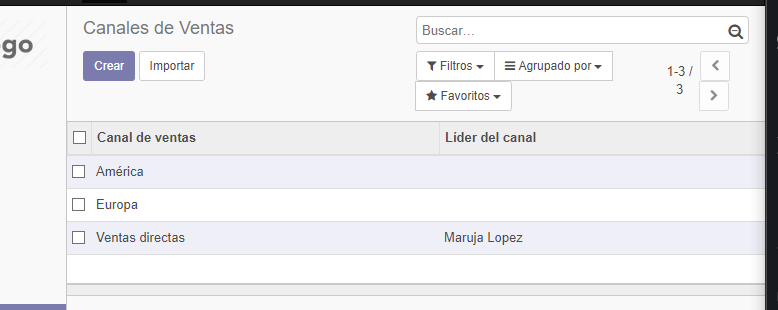 go
Canales de Ventas
Buscar...
Crear Importar
Filtros Agrupado por
1-3 /
3
Favoritos
Canal de ventas Líder del canal
América
Europa
Ventas directas Maruja Lopez